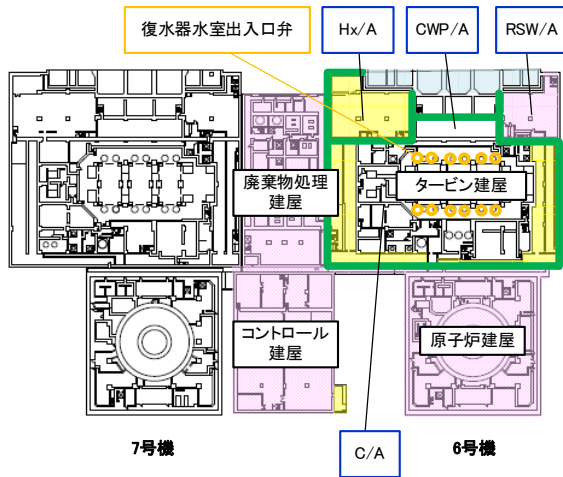 復水器水室出入口弁
Hx/A
CWP/A
RSW/A
廃棄物処理
建屋
タービン建屋
コントロール
建屋
原子炉建屋
7号機
6号機
C/A